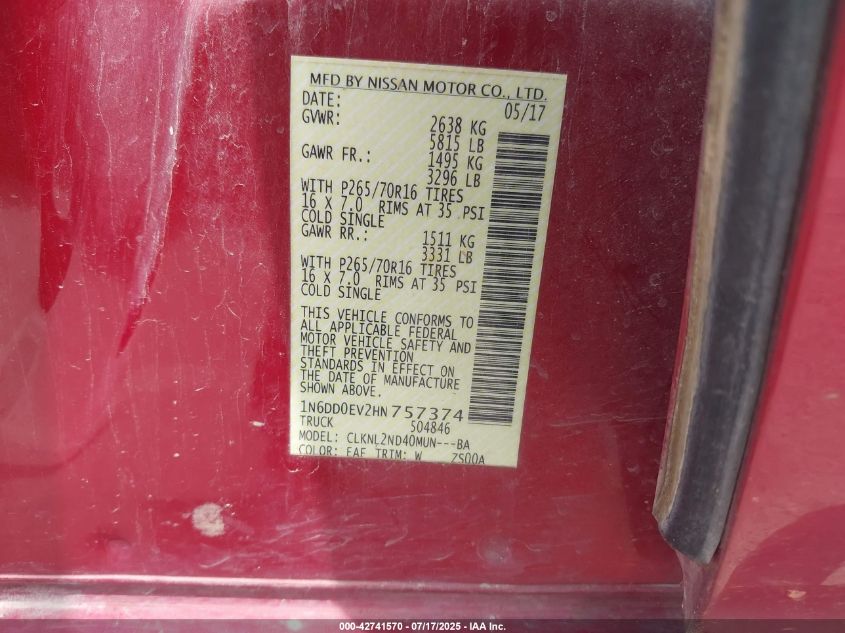 MFD BY NISSAN MOTOR CO., LTD.
DATE: 05/17
GVWR: 2638 KG
5815 LB
GAWR FR.: 1495 KG
3296 LB
WITH P265/70R16 TIRES
16 X 7.0 RIMS AT 35 PSI
COLD SINGLE
GAWR RR.: 1511 KG
3331 LB
WITH P265/70R16 TIRES
16 X 7.0 RIMS AT 35 PSI
COLD SINGLE
THIS VEHICLE CONFORMS TO
ALL APPLICABLE FEDERAL
MOTOR VEHICLE SAFETY AND
THEFT PREVENTION
STANDARDS IN EFFECT ON
THE DATE OF MANUFACTURE
SHOWN ABOVE.
1N6DD0EV2HN757374
TRUCK S04846
MODEL: CLKNL2ND40MUN---BA
COLOR: EAF TRIM: W ZS00A
000-42741570 - 07/17/2025 - IAA Inc.